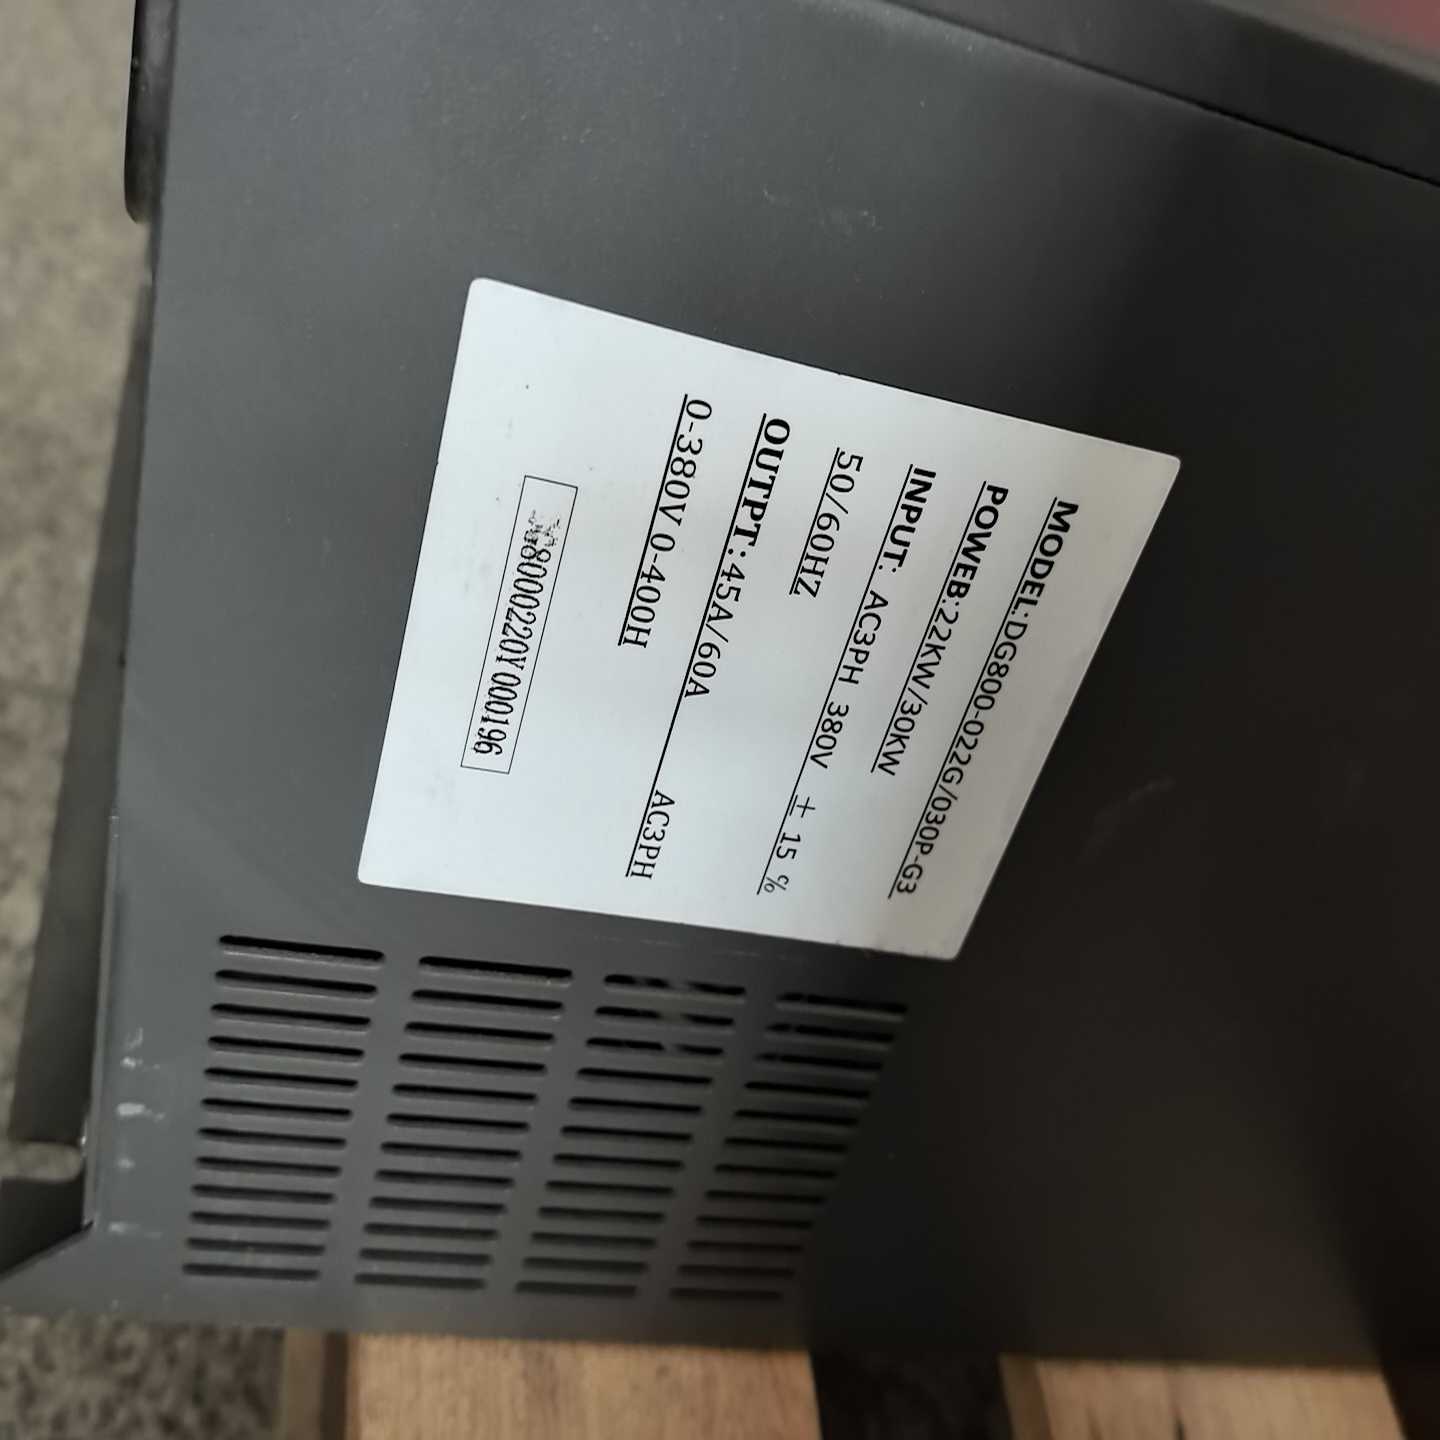 MODEL:DG800-022G/030P-G3
POWEB:22KW/30KW
INPUT: AC3PH 380V ± 15 %
50/60HZ
OUTPT:45A/60A AC3PH
0-380V 0-400H